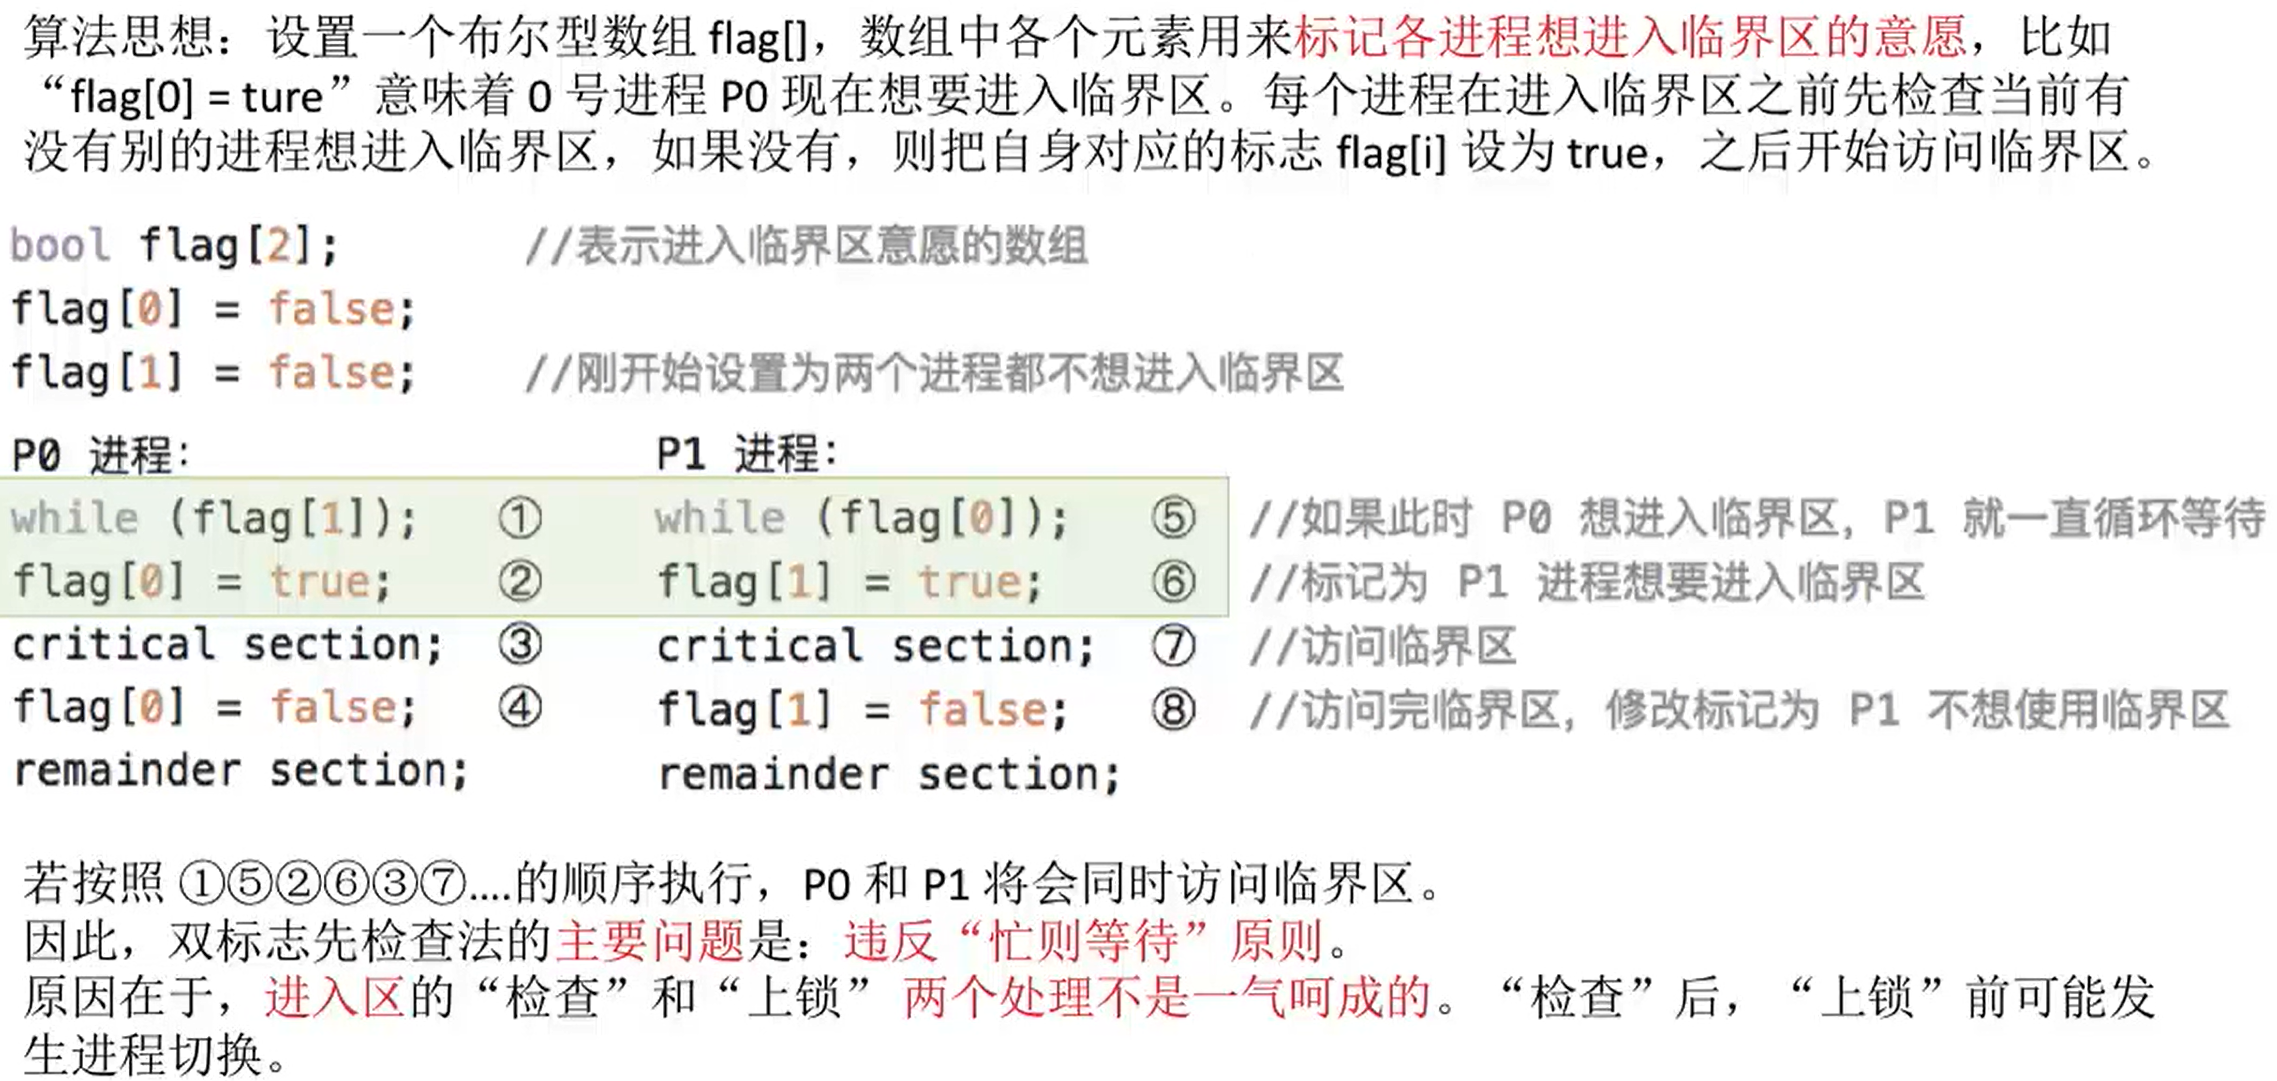 算法思想：设置一个布尔型数组 flag[]，数组中各个元素用来标记各进程想进入临界区的意愿，比如
“flag[0] = ture”意味着 0 号进程 P0 现在想要进入临界区。每个进程在进入临界区之前先检查当前有
没有别的进程想进入临界区，如果没有，则把自身对应的标志 flag[i] 设为 true，之后开始访问临界区。
bool flag[2]; //表示进入临界区意愿的数组
flag[0] = false;
flag[1] = false; //刚开始设置为两个进程都不想进入临界区
P0 进程： P1 进程：
while (flag[1]); ① while (flag[0]); ⑤ //如果此时 P0 想进入临界区，P1 就一直循环等待
flag[0] = true; ② flag[1] = true; ⑥ //标记为 P1 进程想要进入临界区
critical section; ③ critical section; ⑦ //访问临界区
flag[0] = false; ④ flag[1] = false; ⑧ //访问完临界区，修改标记为 P1 不想使用临界区
remainder section; remainder section;
若按照 ①⑤②⑥③⑦....的顺序执行，P0 和 P1 将会同时访问临界区。
因此，双标志先检查法的主要问题是：违反“忙则等待”原则。
原因在于，进入区的“检查”和“上锁” 两个处理不是一气呵成的。“检查”后，“上锁”前可能发
生进程切换。